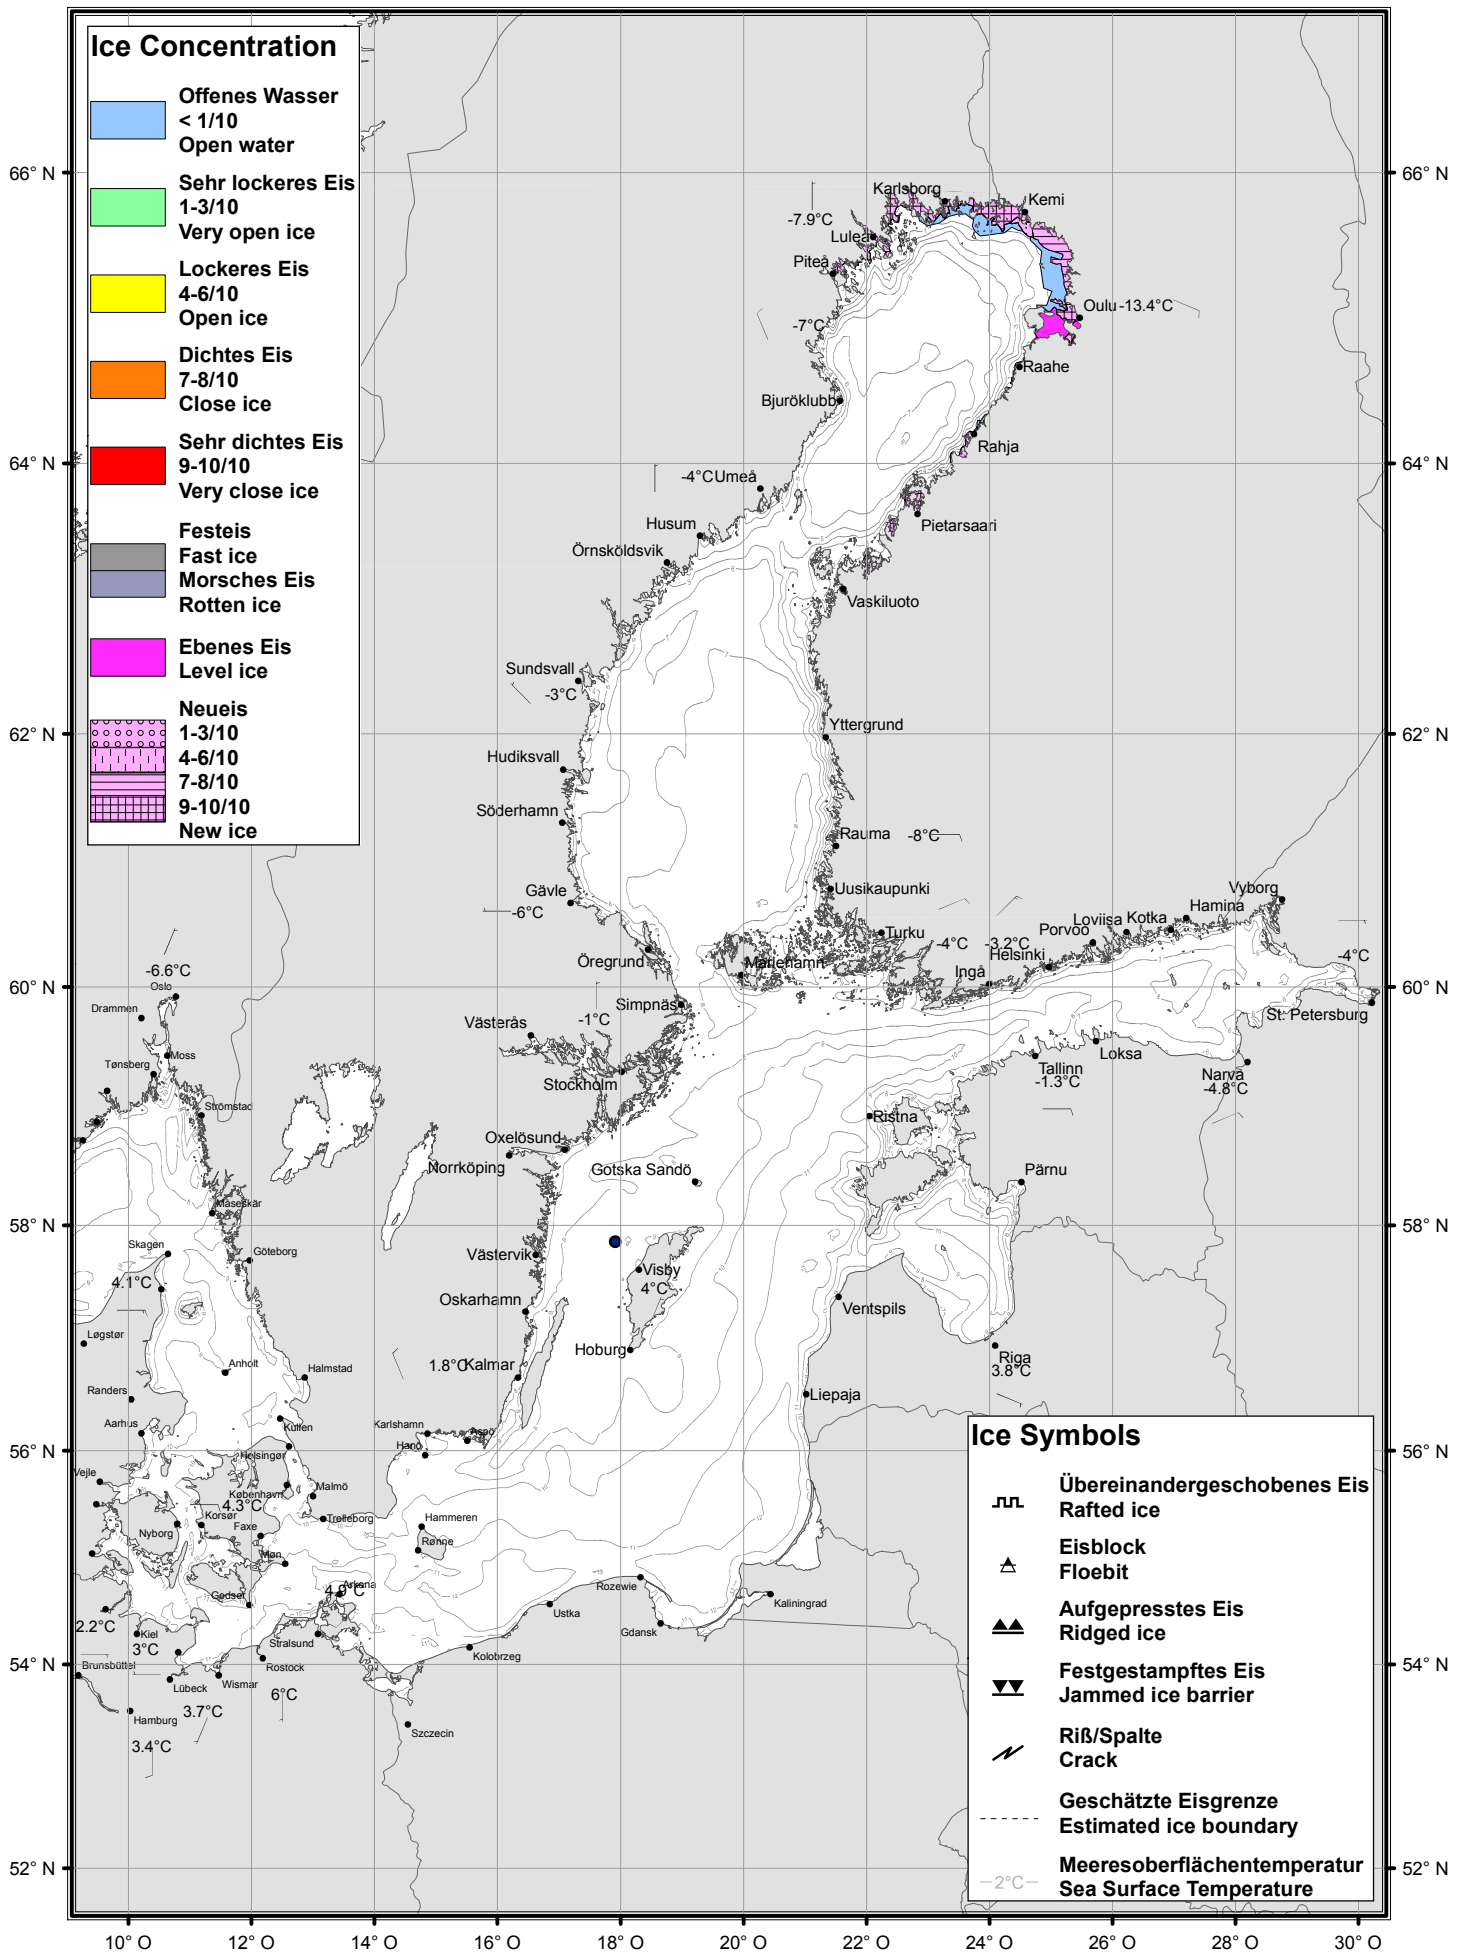 Ice Concentration
Offenes Wasser
< 1/10
Open water
Sehr lockeres Eis
1-3/10
Very open ice
Lockeres Eis
4-6/10
Open ice
Dichtes Eis
7-8/10
Close ice
Sehr dichtes Eis
9-10/10
Very close ice
Festeis
Fast ice
Morsches Eis
Rotten ice
Ebenes Eis
Level ice
Neueis
1-3/10
4-6/10
7-8/10
9-10/10
New ice
66° N
66° N
64° N
64° N
62° N
62° N
60° N
60° N
58° N
58° N
56° N
56° N
54° N
54° N
52° N
52° N
Karlsborg
Kemi
-7.9°C
Luleå
Piteå
Oulu -13.4°C
-7°C
Raahe
Bjuröklubb
Rahja
-4°C Umeå
Husum
Pietarsaari
Örnsköldsvik
Vaskiluoto
Sundsvall
-3°C
Yttergrund
Hudiksvall
Söderhamn
Rauma
-8°C
Gävle
-6°C
Uusikaupunki
Vyborg
Hamina
Loviisa
Kotka
Porvoo
Turku
-4°C
-3.2°C
Helsinki
-4°C
Öregrund
Mariehamn
Ingå
-6.6°C
Oslo
Drammen
Simpnäs
St. Petersburg
Västerås
-1°C
Moss
Tønsberg
Stockholm
Tallinn
-1.3°C
Loksa
Narva
-4.8°C
Strömstad
Ristna
Oxelösund
Norrköping
Gotska Sandö
Pärnu
Måseskär
Skagen
Göteborg
Västervik
Visby
4°C
4.1°C
Oskarhamn
Ventspils
Løgstør
Hoburg
Riga
3.8°C
Anholt
Halmstad
1.8°C
Kalmar
Randers
Liepaja
Aarhus
Kullen
Karlshamn
Aspö
Hanö
Helsingør
Vejle
København
Malmö
4.3°C
Korsør
Nyborg
Faxe
Trelleborg
Hammeren
Rønne
Møn
Gedser
Arkona
4.9°C
Rozewie
Kaliningrad
Ustka
Gdansk
2.2°C
Kiel
3°C
Stralsund
Kolobrzeg
Brunsbüttel
Rostock
Lübeck
Wismar
6°C
3.7°C
Hamburg
3.4°C
Szczecin
Ice Symbols
Übereinandergeschobenes Eis
Rafted ice
Eisblock
Floebit
Aufgepresstes Eis
Ridged ice
Festgestampftes Eis
Jammed ice barrier
Riß/Spalte
Crack
Geschätzte Eisgrenze
Estimated ice boundary
2°C
Meeresoberflächentemperatur
Sea Surface Temperature
10° O
12° O
14° O
16° O
18° O
20° O
22° O
24° O
26° O
28° O
30° O